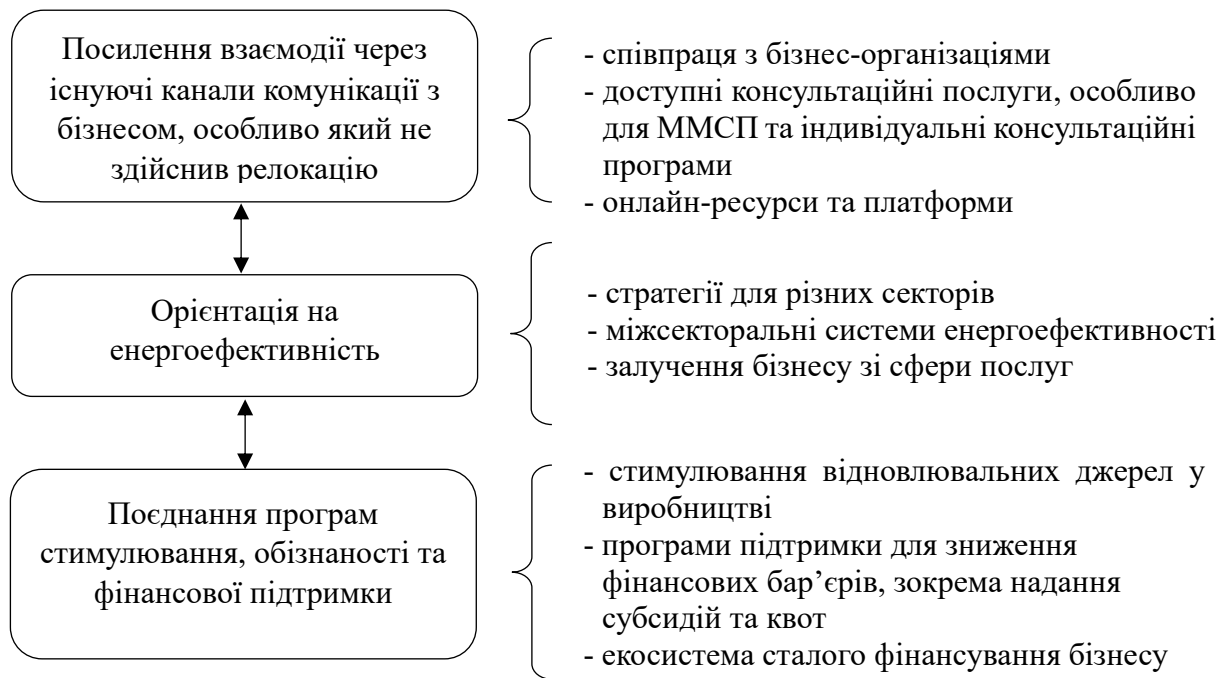 Посилення взаємодії через
існуючі канали комунікації з
бізнесом, особливо який не
здійснив релокацію
- співпраця з бізнес-організаціями
- доступні консультаційні послуги, особливо
для ММСП та індивідуальні консультаційні
програми
- онлайн-ресурси та платформи
Орієнтація на
енергоефективність
- стратегії для різних секторів
- міжсекторальні системи енергоефективності
- залучення бізнесу зі сфери послуг
Поєднання програм
стимулювання, обізнаності та
фінансової підтримки
- стимулювання відновлювальних джерел у
виробництві
- програми підтримки для зниження
фінансових бар’єрів, зокрема надання
субсидій та квот
- екосистема сталого фінансування бізнесу